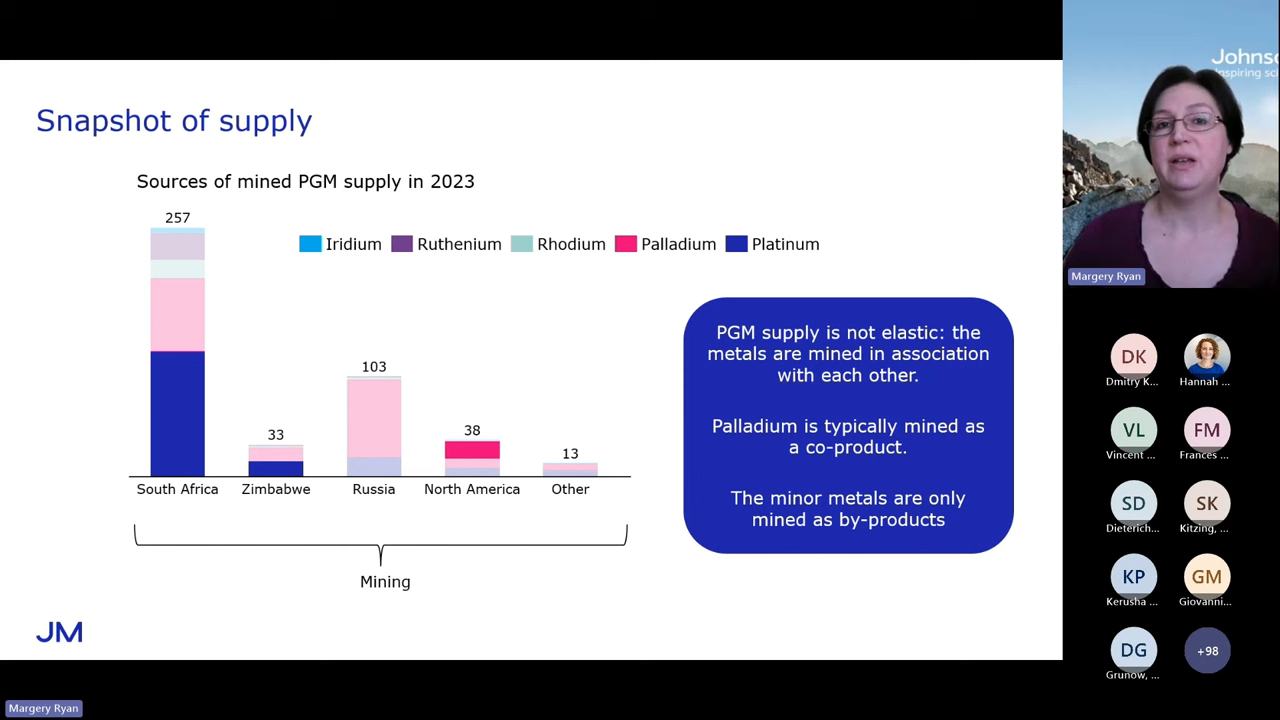 Snapshot of supply
Sources of mined PGM supply in 2023
257
Iridium
Ruthenium
Rhodium
Palladium
Platinum
103
33
38
13
South Africa
Zimbabwe
Russia
North America
Other
Mining
PGM supply is not elastic: the
metals are mined in association
with each other.
Palladium is typically mined as
a co-product.
The minor metals are only
mined as by-products
JM
Johnso
Inspiring sci
Margery Ryan
DK
Dmitry K...
Hannah ...
VL
Vincent ...
FM
Frances ...
SD
Dieterich...
SK
Kitzing, ...
KP
Kerusha ...
GM
Giovanni...
DG
Grunow, ...
+98
Margery Ryan